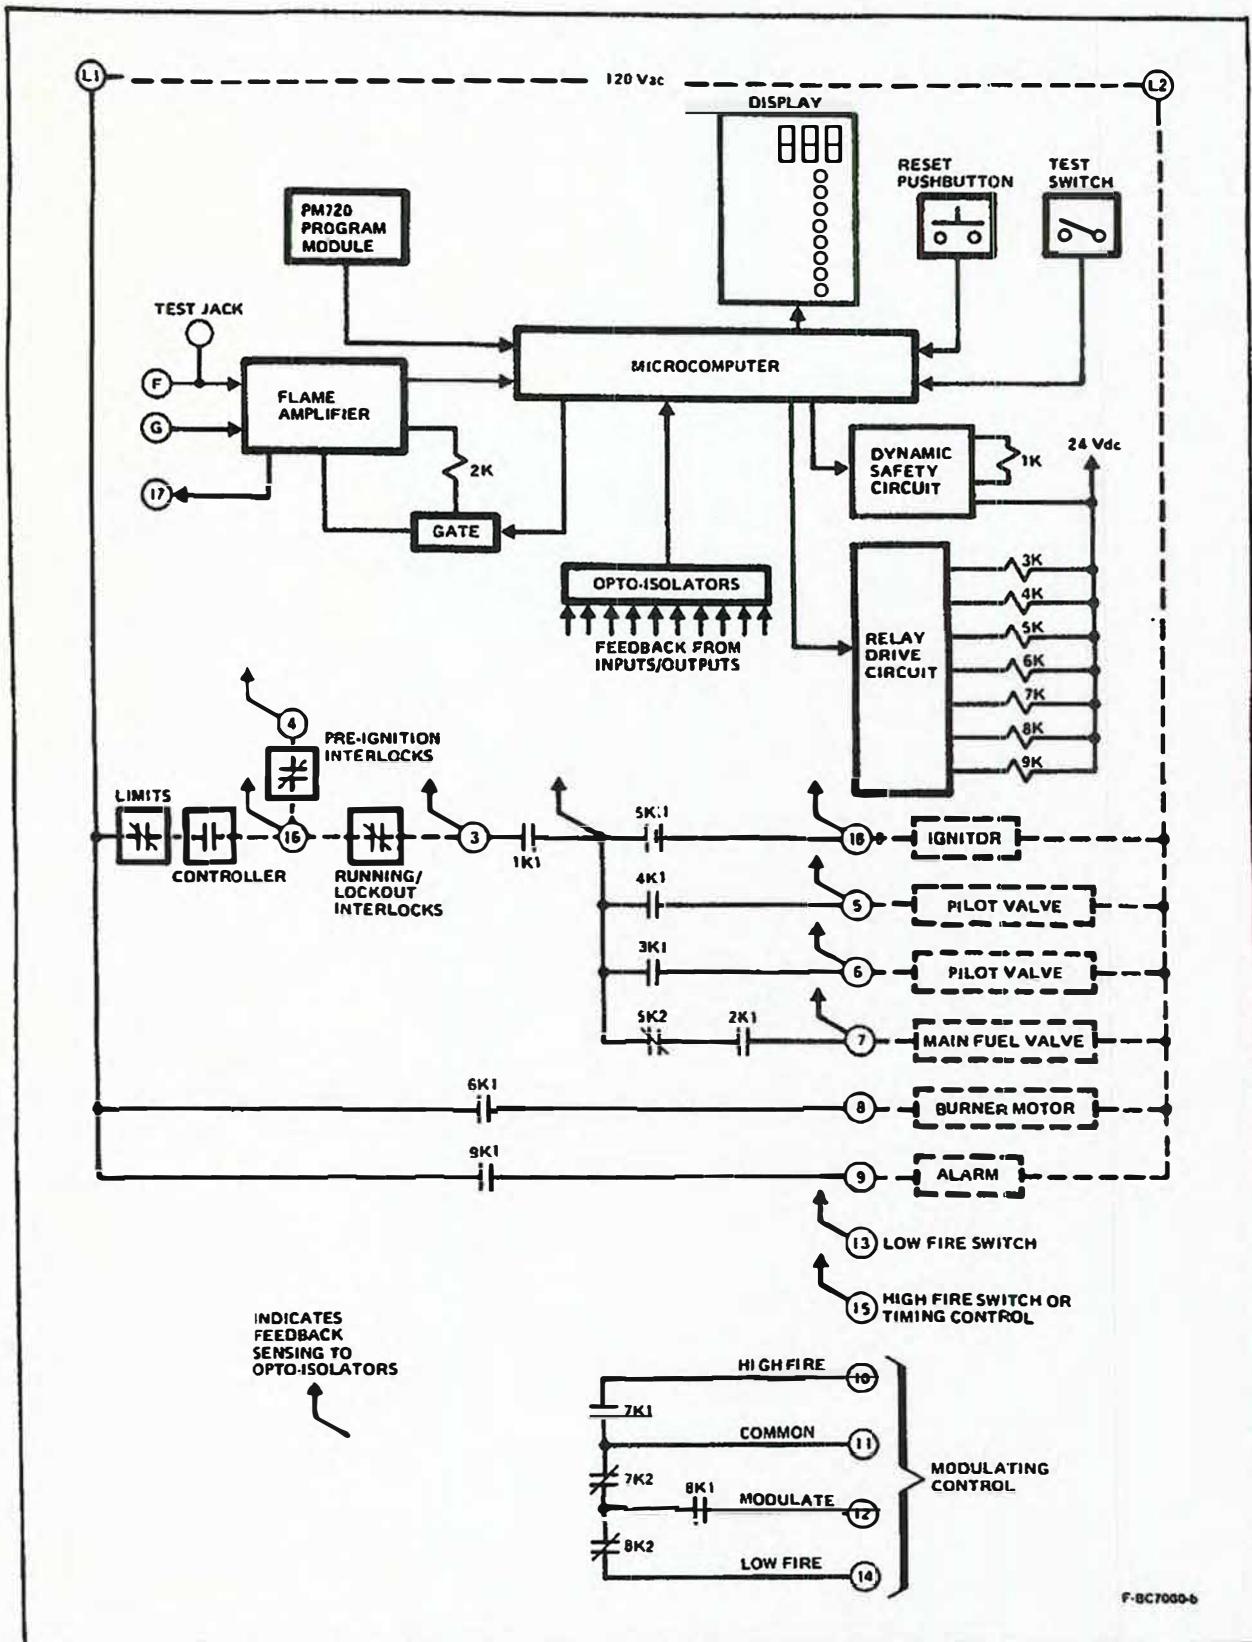 L1
120 Vac
L2
DISPLAY
RESET
PUSHBUTTON
TEST
SWITCH
PM720
PROGRAM
MODULE
TEST JACK
F
G
17
FLAME
AMPLIFIER
2K
GATE
MICROCOMPUTER
OPTO-ISOLATORS
FEEDBACK FROM
INPUTS/OUTPUTS
DYNAMIC
SAFETY
CIRCUIT
1K
24 Vdc
RELAY
DRIVE
CIRCUIT
3K
4K
5K
6K
7K
8K
9K
4
PRE-IGNITION
INTERLOCKS
LIMITS
CONTROLLER
16
RUNNING/
LOCKOUT
INTERLOCKS
3
1K1
5K1
18
IGNITOR
4K1
5
PILOT VALVE
3K1
6
PILOT VALVE
5K2
2K1
7
MAIN FUEL VALVE
6K1
8
BURNER MOTOR
9K1
9
ALARM
13
LOW FIRE SWITCH
15
HIGH FIRE SWITCH OR
TIMING CONTROL
INDICATES
FEEDBACK
SENSING TO
OPTO-ISOLATORS
HIGH FIRE
10
7K1
COMMON
11
7K2
8K1
MODULATE
12
8K2
LOW FIRE
14
MODULATING
CONTROL